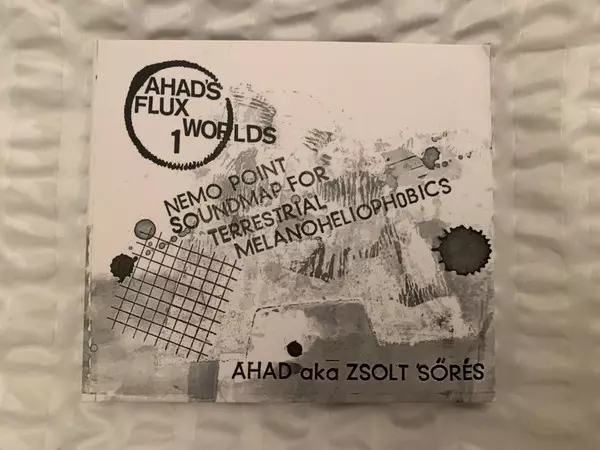 AHAD'S
FLUX
WORLDS
1
NEMO POINT
SOUNDMAP FOR
TERRESTRIAL
MELANOHELIOPHOBICS
AHAD aka ZSOLT SŐRÉS